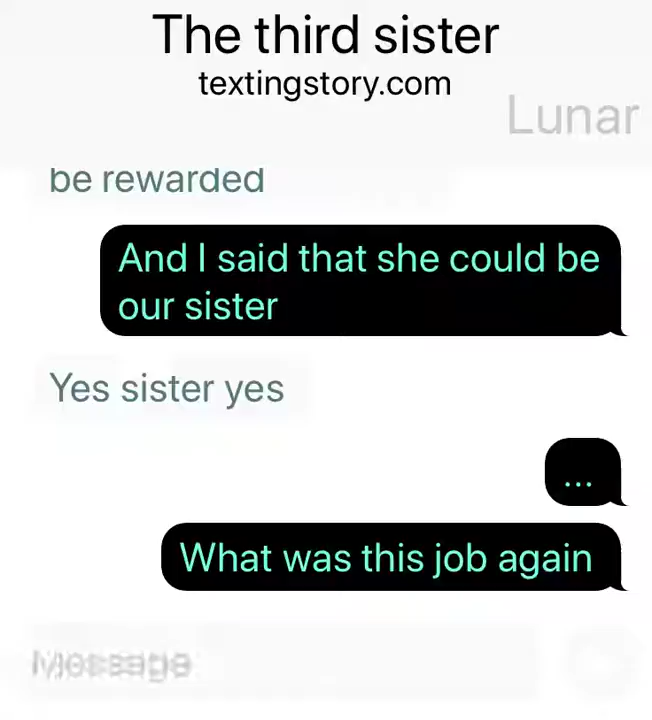 The third sister
textingstory.com
Lunar
be rewarded
And I said that she could be
our sister
Yes sister yes
...
What was this job again
Message